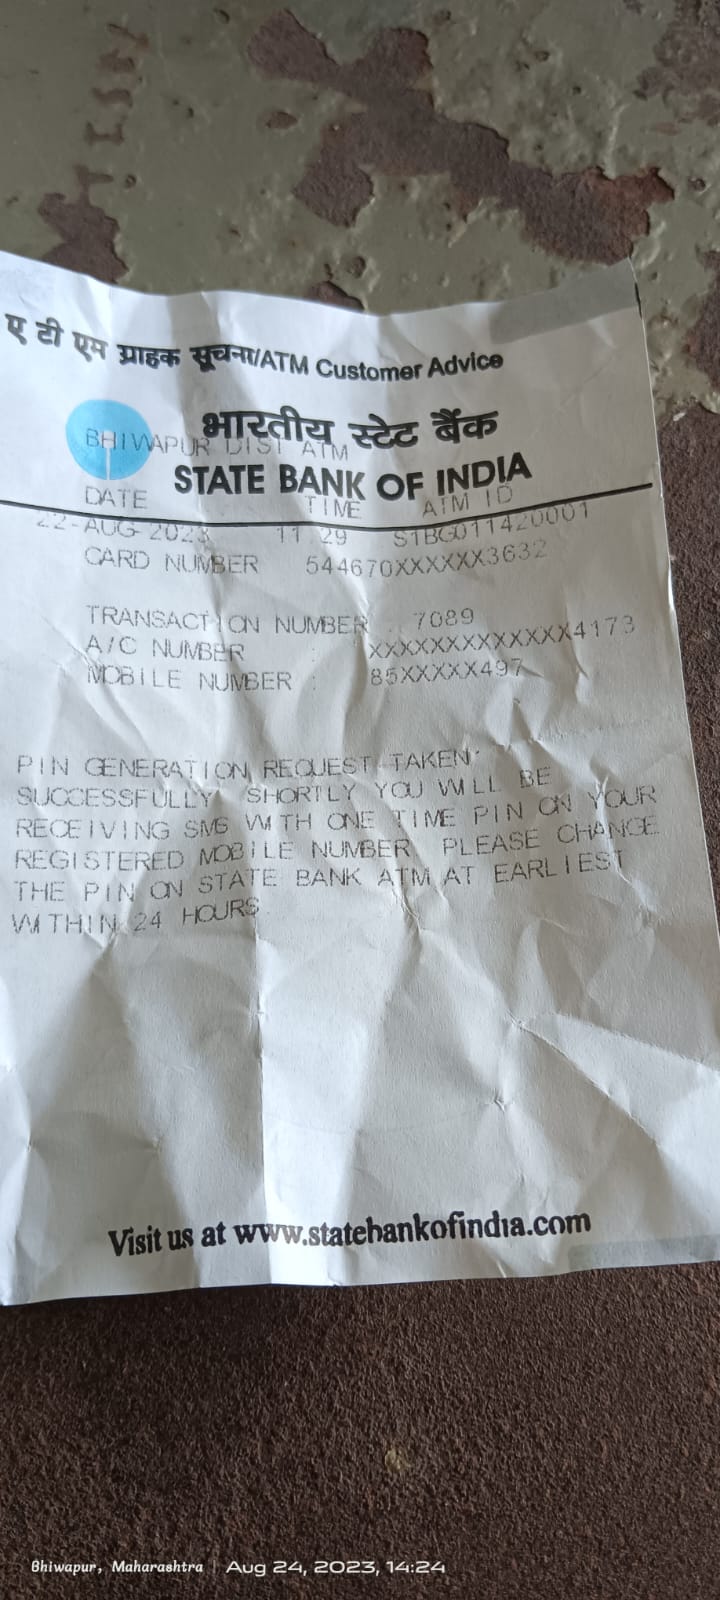 ए टी एम ग्राहक सूचना/ATM Customer Advice
भारतीय स्टेट बैंक
BHIWAPUR DIST ATM
STATE BANK OF INDIA
DATE TIME ATM ID
22-AUG-2023 11 29 S1BG011420001
CARD NUMBER 544670XXXXXX3632
TRANSACTION NUMBER 7089
A/C NUMBER : XXXXXXXXXXXXX4173
MOBILE NUMBER : 85XXXXX497
PIN GENERATION REQUEST TAKEN
SUCCESSFULLY SHORTLY YOU WILL BE
RECEIVING SMS WITH ONE TIME PIN ON YOUR
REGISTERED MOBILE NUMBER PLEASE CHANGE
THE PIN ON STATE BANK ATM AT EARLIEST
WITHIN 24 HOURS
Visit us at www.statebankofindia.com
Bhiwapur, Maharashtra | Aug 24, 2023, 14:24